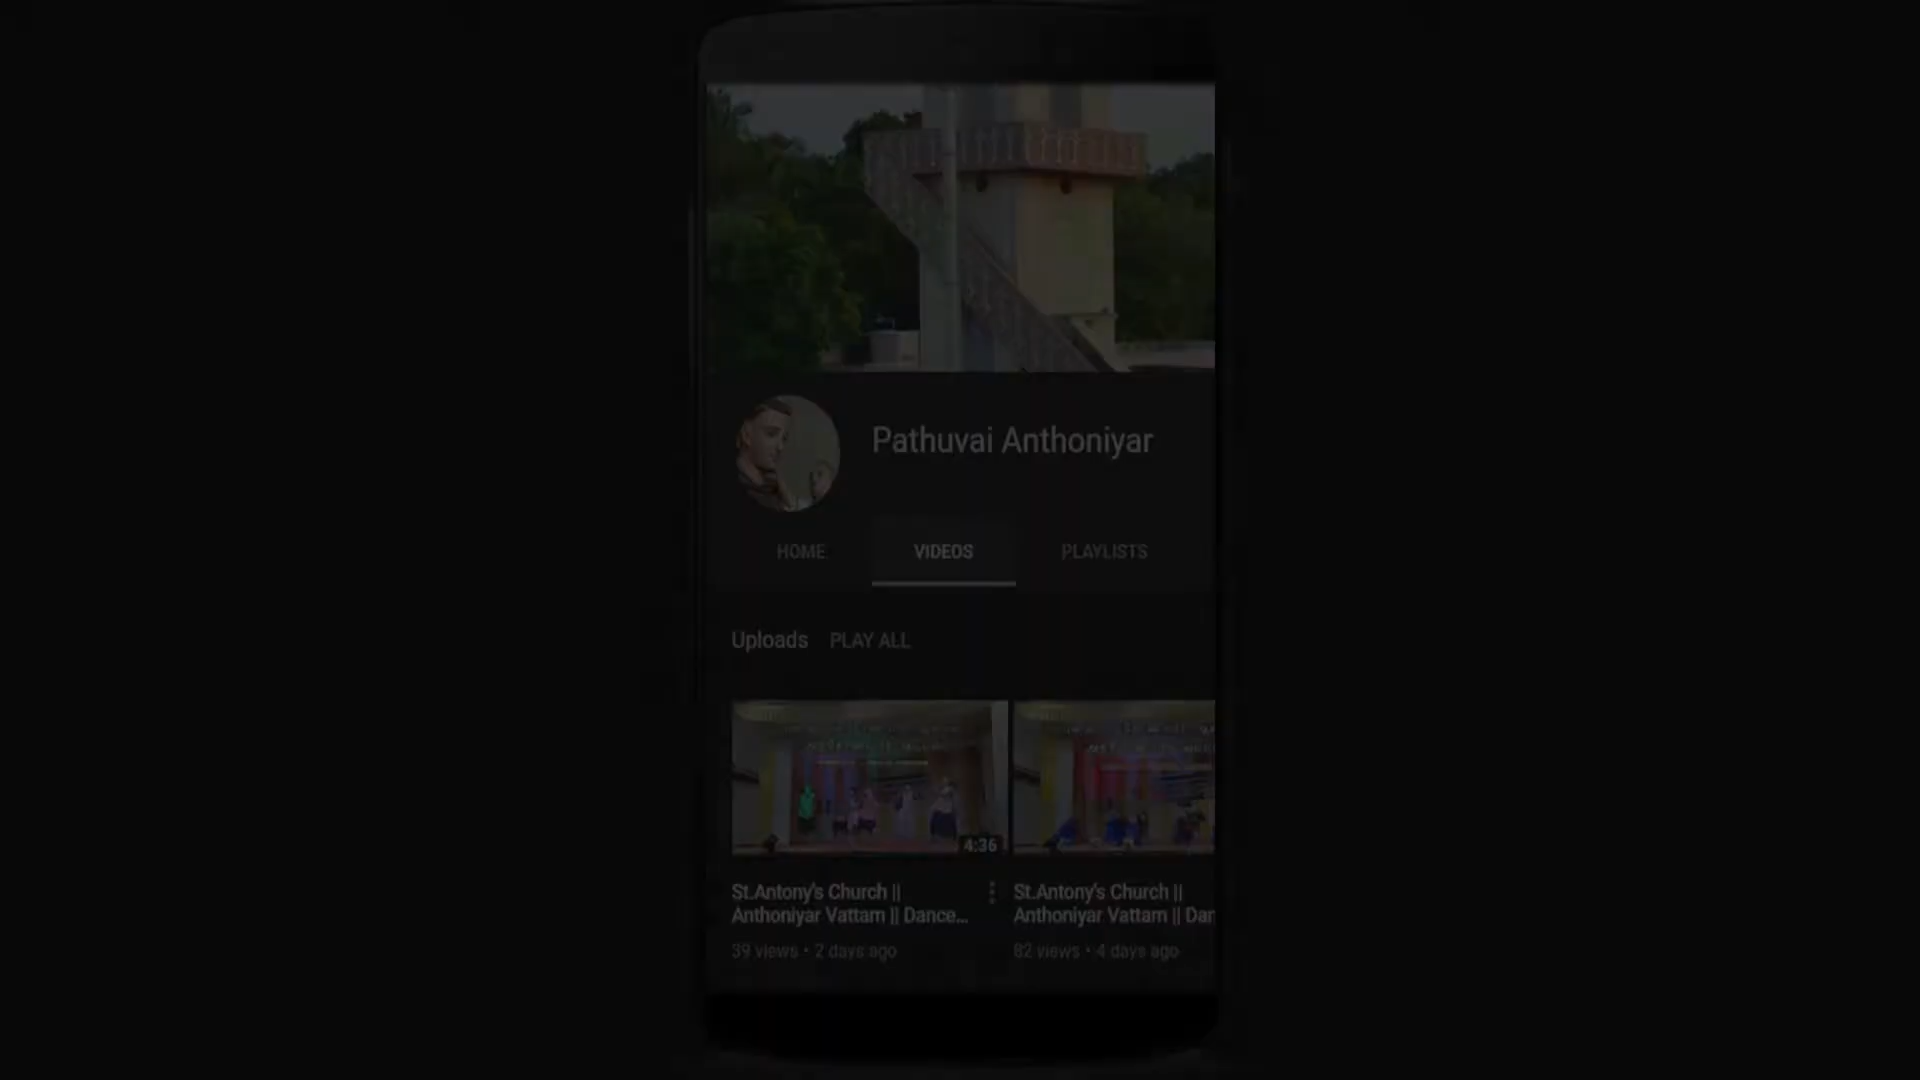 Pathuvai Anthoniyar
HOME VIDEOS PLAYLISTS
Uploads PLAY ALL
4:36
St.Antony's Church || St.Antony's Church ||
Anthoniyar Vattam || Dance... Anthoniyar Vattam || Dan
39 views • 2 days ago 82 views • 4 days ago